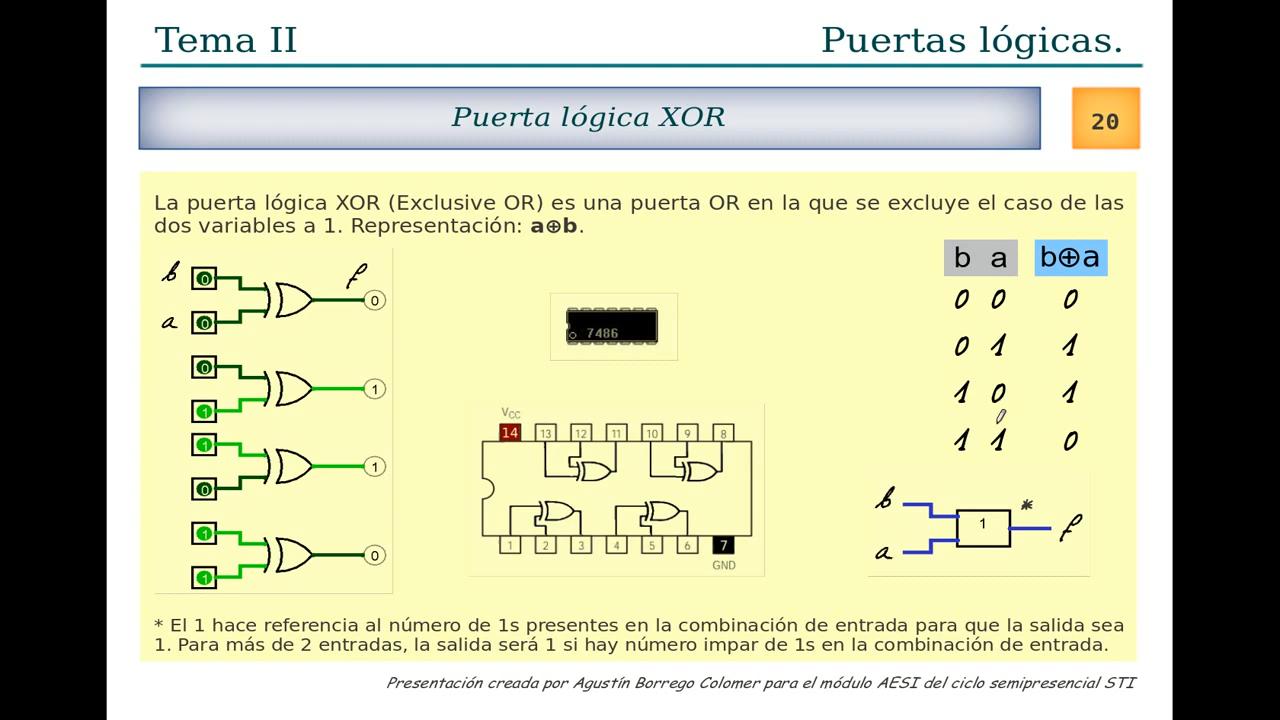 Tema II
Puertas lógicas.
Puerta lógica XOR
20
La puerta lógica XOR (Exclusive OR) es una puerta OR en la que se excluye el caso de las
dos variables a 1. Representación: a⊕b.
b f
0
0
a
0
0
1
1
1
1
0
1
1
0
7486
VCC
14 13 12 11 10 9 8
1 2 3 4 5 6 7
GND
b a b⊕a
0 0 0
0 1 1
1 0 1
1 1 0
b *
1 f
a
* El 1 hace referencia al número de 1s presentes en la combinación de entrada para que la salida sea
1. Para más de 2 entradas, la salida será 1 si hay número impar de 1s en la combinación de entrada.
Presentación creada por Agustín Borrego Colomer para el módulo AESI del ciclo semipresencial STI